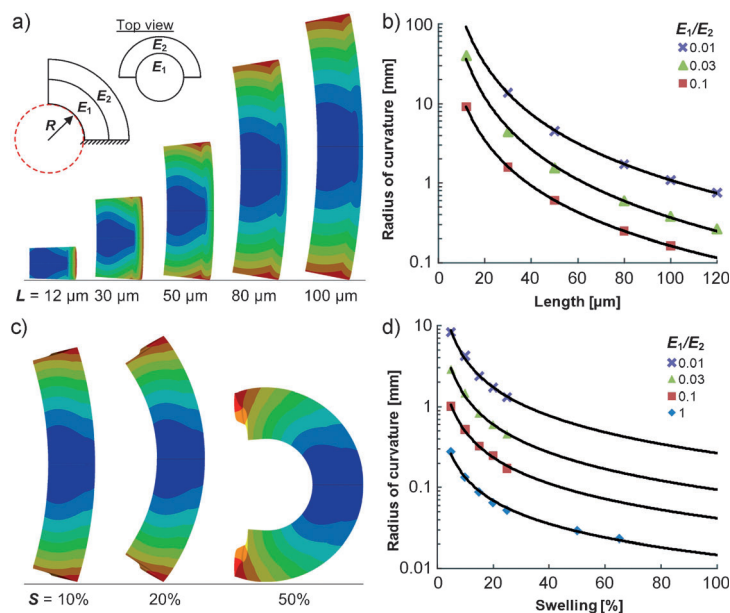 a)
Top view
E2
E1
E1
E2
R
L = 12 µm
30 µm
50 µm
80 µm
100 µm
b)
E1/E2
0.01
0.03
0.1
Radius of curvature [mm]
100
10
1
0.1
0
20
40
60
80
100
120
Length [µm]
c)
S = 10%
20%
50%
d)
E1/E2
0.01
0.03
0.1
1
Radius of curvature [mm]
10
1
0.1
0.01
0
20
40
60
80
100
Swelling [%]